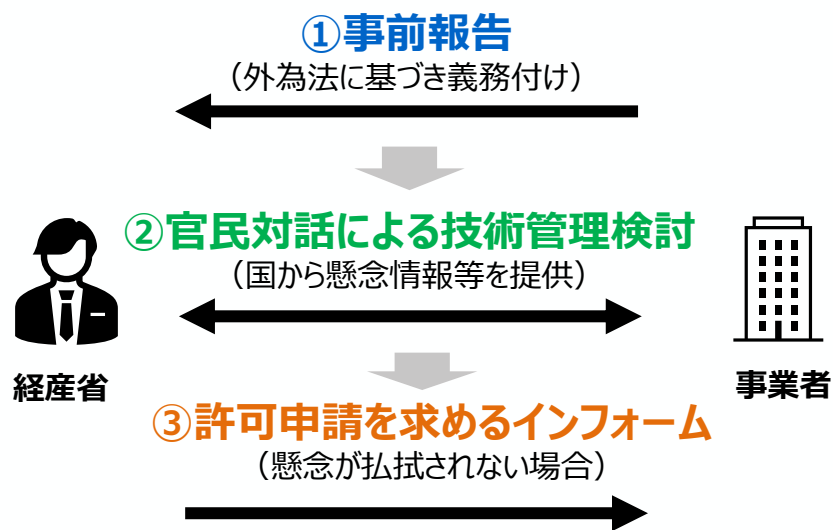 ①事前報告
（外為法に基づき義務付け）
②官民対話による技術管理検討
（国から懸念情報等を提供）
経産省
事業者
③許可申請を求めるインフォーム
（懸念が払拭されない場合）